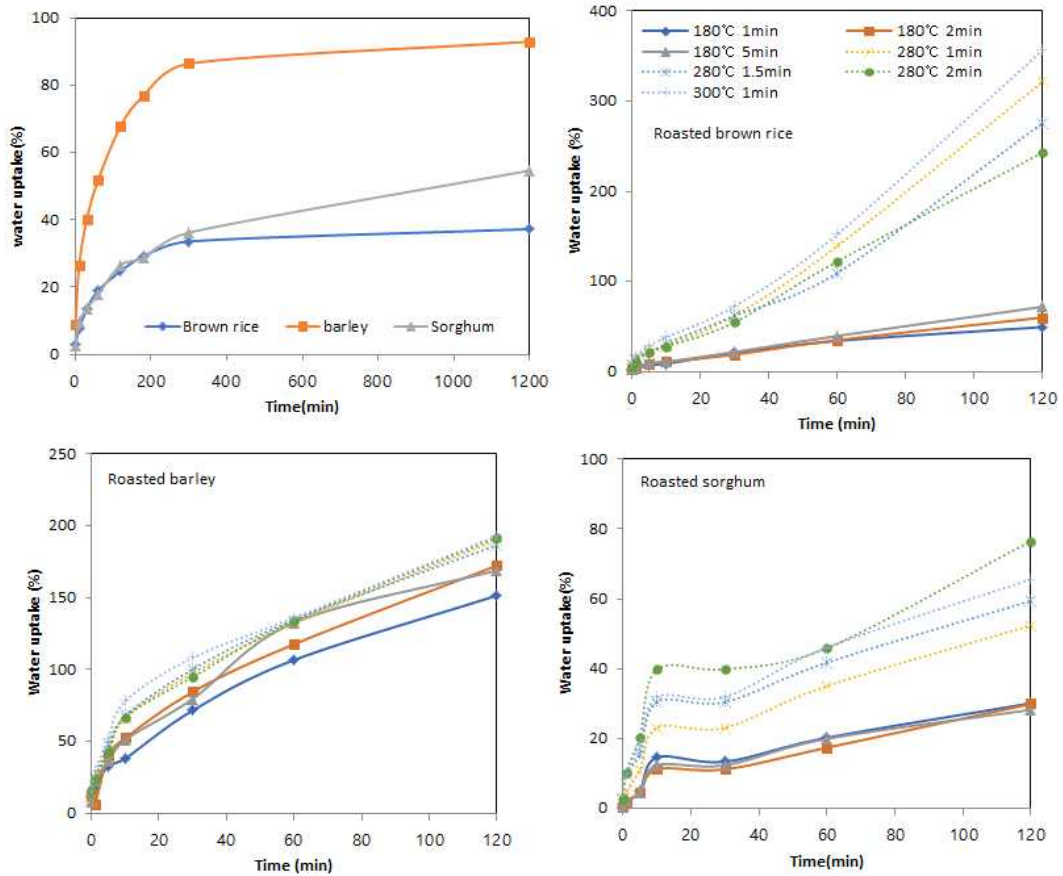 100
80
60
40
20
0
water uptake(%)
Brown rice
barley
Sorghum
0 200 400 600 800 1000 1200
Time(min)
400
300
200
100
0
Water uptake(%)
180℃ 1min
180℃ 2min
180℃ 5min
280℃ 1min
280℃ 1.5min
280℃ 2min
300℃ 1min
Roasted brown rice
0 20 40 60 80 100 120
Time (min)
250
200
150
100
50
0
Water uptake(%)
Roasted barley
0 20 40 60 80 100 120
Time (min)
100
80
60
40
20
0
Water uptake(%)
Roasted sorghum
0 20 40 60 80 100 120
Time(min)